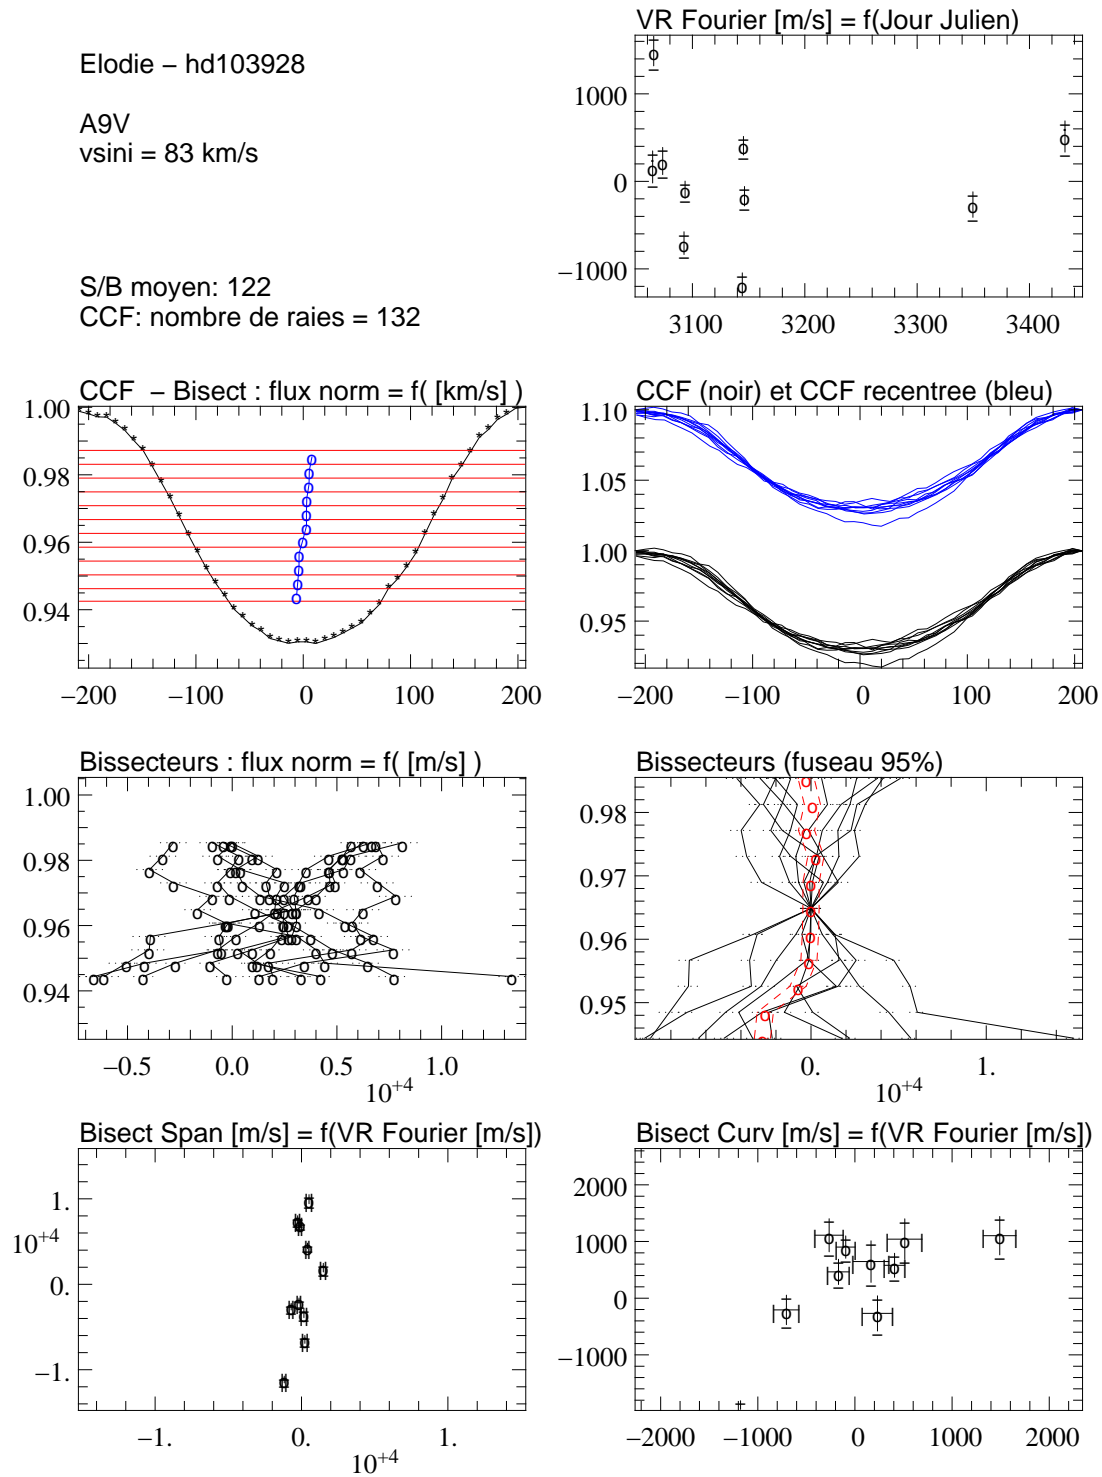 VR Fourier [m/s] = f(Jour Julien)
Elodie – hd103928
A9V
vsini = 83 km/s
S/B moyen: 122
CCF: nombre de raies = 132
1000
0
−1000
3100 3200 3300 3400
CCF – Bisect : flux norm = f( [km/s] )
1.00
0.98
0.96
0.94
−200 −100 0 100 200
CCF (noir) et CCF recentree (bleu)
1.10
1.05
1.00
0.95
−200 −100 0 100 200
Bissecteurs : flux norm = f( [m/s] )
1.00
0.98
0.96
0.94
−0.5 0.0 0.5 1.0
10+4
Bissecteurs (fuseau 95%)
0.98
0.97
0.96
0.95
0. 1.
10+4
Bisect Span [m/s] = f(VR Fourier [m/s])
1.
10+4
0.
−1.
−1. 0. 1.
10+4
Bisect Curv [m/s] = f(VR Fourier [m/s])
2000
1000
0
−1000
−2000 −1000 0 1000 2000